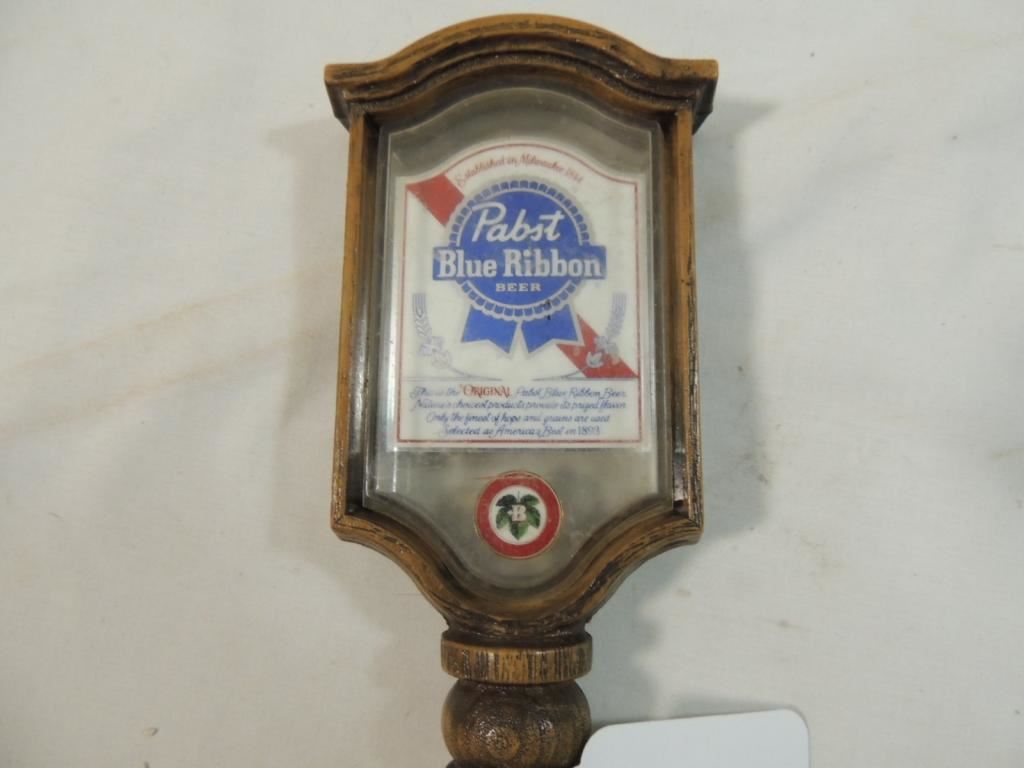 Established in Milwaukee 1844
Pabst
Blue Ribbon
BEER
This is the "ORIGINAL Pabst Blue Ribbon Beer.
Nature's choicest products provide its prized flavor.
Only the finest of hops and grains are used
Selected as America's Best in 1893
B